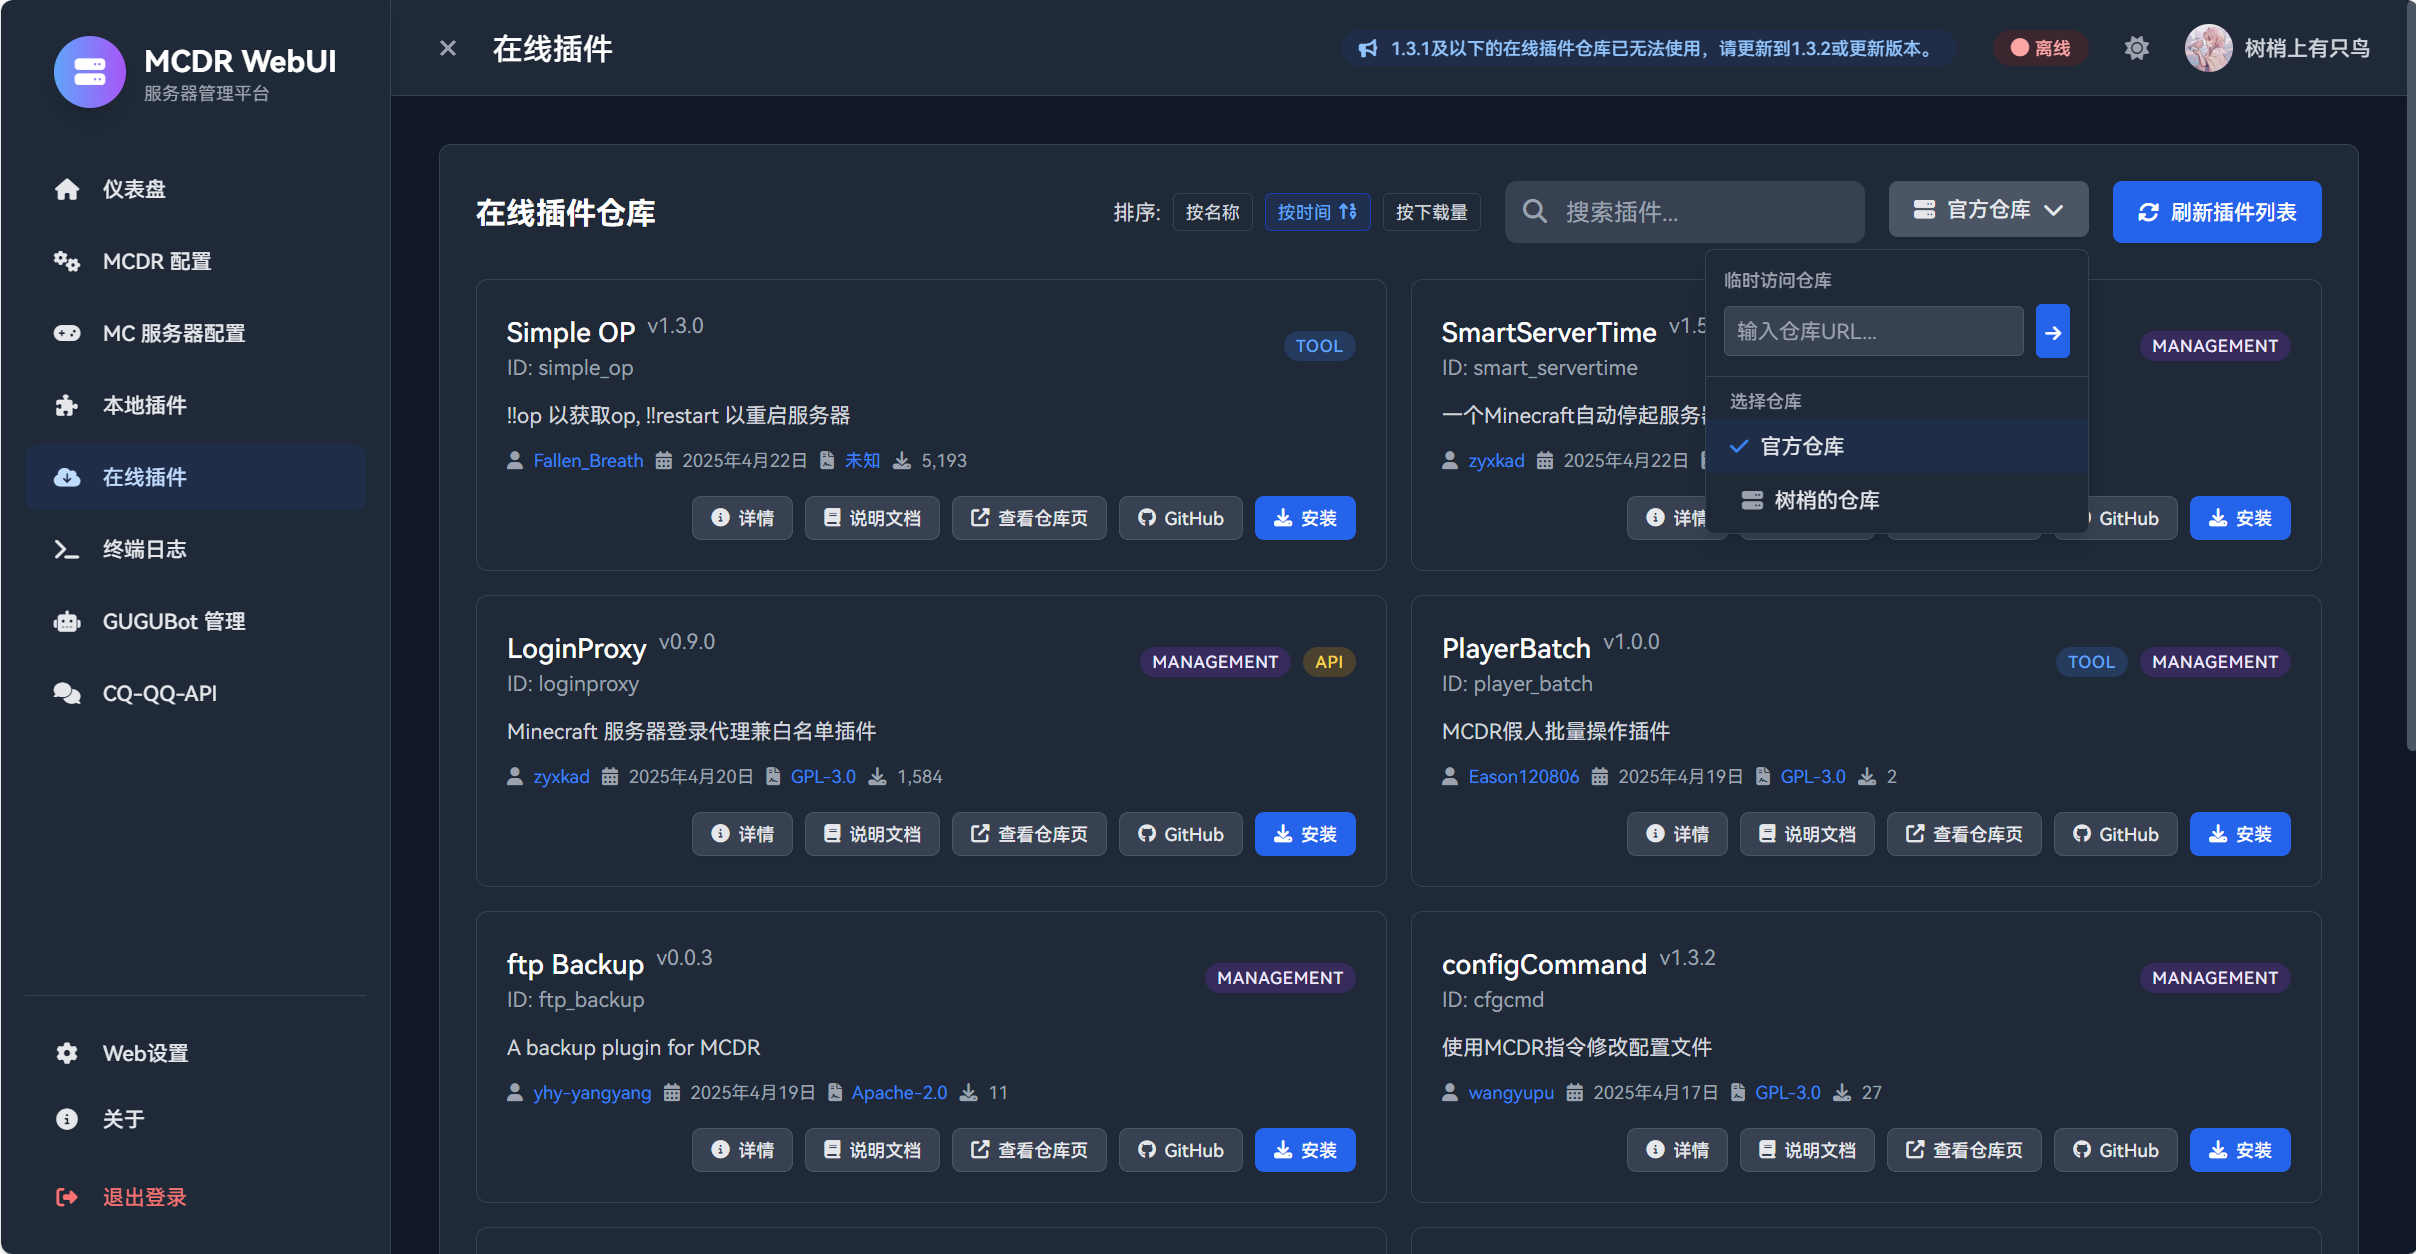 MCDR WebUI
服务器管理平台
仪表盘
MCDR 配置
MC 服务器配置
本地插件
在线插件
终端日志
GUGUBot 管理
CQ-QQ-API
Web设置
关于
退出登录
在线插件
1.3.1及以下的在线插件仓库已无法使用，请更新到1.3.2或更新版本。
离线
树梢上有只鸟
在线插件仓库
排序: 按名称 按时间 按下载量
搜索插件...
官方仓库
刷新插件列表
临时访问仓库
输入仓库URL...
选择仓库
官方仓库
树梢的仓库
Simple OP v1.3.0
TOOL
ID: simple_op
!!op 以获取op, !!restart 以重启服务器
Fallen_Breath 2025年4月22日 未知 5,193
详情 说明文档 查看仓库页 GitHub 安装
SmartServerTime v1.5
MANAGEMENT
ID: smart_servertime
一个Minecraft自动停起服务
zyxkad 2025年4月22日
详情 GitHub 安装
LoginProxy v0.9.0
MANAGEMENT API
ID: loginproxy
Minecraft 服务器登录代理兼白名单插件
zyxkad 2025年4月20日 GPL-3.0 1,584
详情 说明文档 查看仓库页 GitHub 安装
PlayerBatch v1.0.0
TOOL MANAGEMENT
ID: player_batch
MCDR假人批量操作插件
Eason120806 2025年4月19日 GPL-3.0 2
详情 说明文档 查看仓库页 GitHub 安装
ftp Backup v0.0.3
MANAGEMENT
ID: ftp_backup
A backup plugin for MCDR
yhy-yangyang 2025年4月19日 Apache-2.0 11
详情 说明文档 查看仓库页 GitHub 安装
configCommand v1.3.2
MANAGEMENT
ID: cfgcmd
使用MCDR指令修改配置文件
wangyupu 2025年4月17日 GPL-3.0 27
详情 说明文档 查看仓库页 GitHub 安装